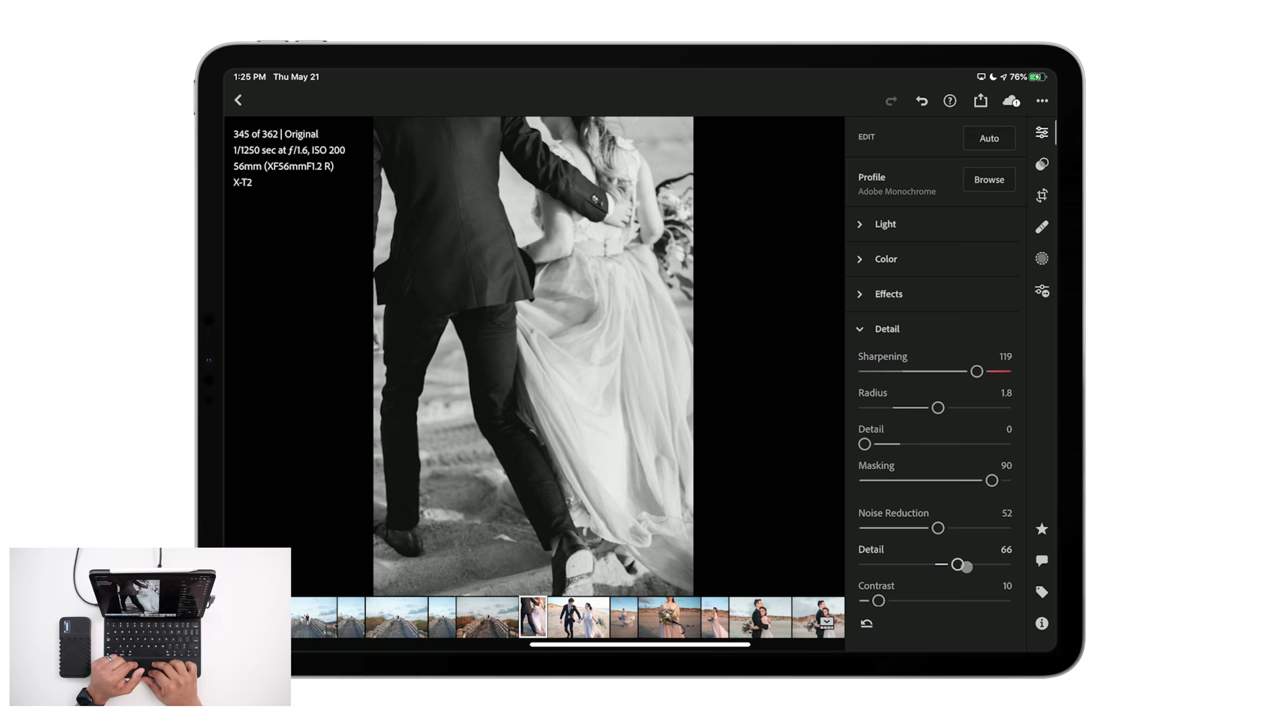 1:25 PM Thu May 21
76%
345 of 362 | Original
1/1250 sec at ƒ/1.6, ISO 200
56mm (XF56mmF1.2 R)
X-T2
EDIT
Auto
Profile
Adobe Monochrome
Browse
Light
Color
Effects
Detail
Sharpening 119
Radius 1.8
Detail 0
Masking 90
Noise Reduction 52
Detail 66
Contrast 10